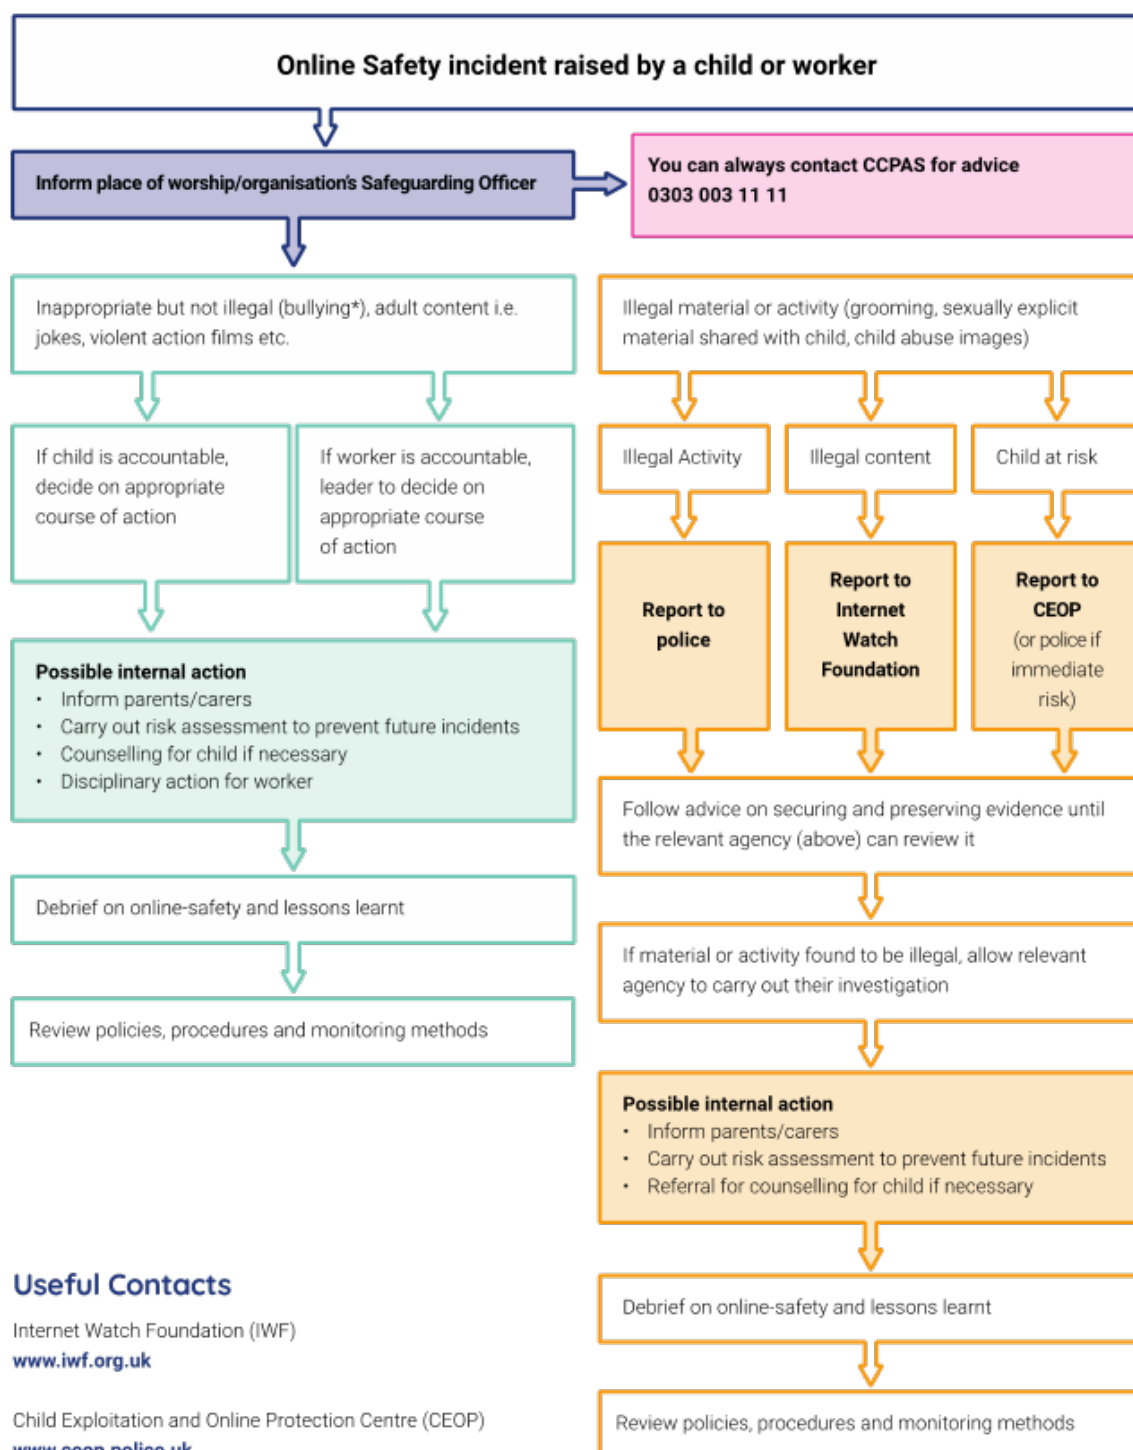 Online Safety incident raised by a child or worker
Inform place of worship/organisation's Safeguarding Officer
You can always contact CCPAS for advice
0303 003 11 11
Inappropriate but not illegal (bullying*), adult content i.e.
jokes, violent action films etc.
If child is accountable,
decide on appropriate
course of action
If worker is accountable,
leader to decide on
appropriate course
of action
Possible internal action
• Inform parents/carers
• Carry out risk assessment to prevent future incidents
• Counselling for child if necessary
• Disciplinary action for worker
Debrief on online-safety and lessons learnt
Review policies, procedures and monitoring methods
Illegal material or activity (grooming, sexually explicit
material shared with child, child abuse images)
Illegal Activity
Illegal content
Child at risk
Report to
police
Report to
Internet
Watch
Foundation
Report to
CEOP
(or police if
immediate
risk)
Follow advice on securing and preserving evidence until
the relevant agency (above) can review it
If material or activity found to be illegal, allow relevant
agency to carry out their investigation
Possible internal action
• Inform parents/carers
• Carry out risk assessment to prevent future incidents
• Referral for counselling for child if necessary
Debrief on online-safety and lessons learnt
Review policies, procedures and monitoring methods
Useful Contacts
Internet Watch Foundation (IWF)
www.iwf.org.uk
Child Exploitation and Online Protection Centre (CEOP)
www.ceop.police.uk